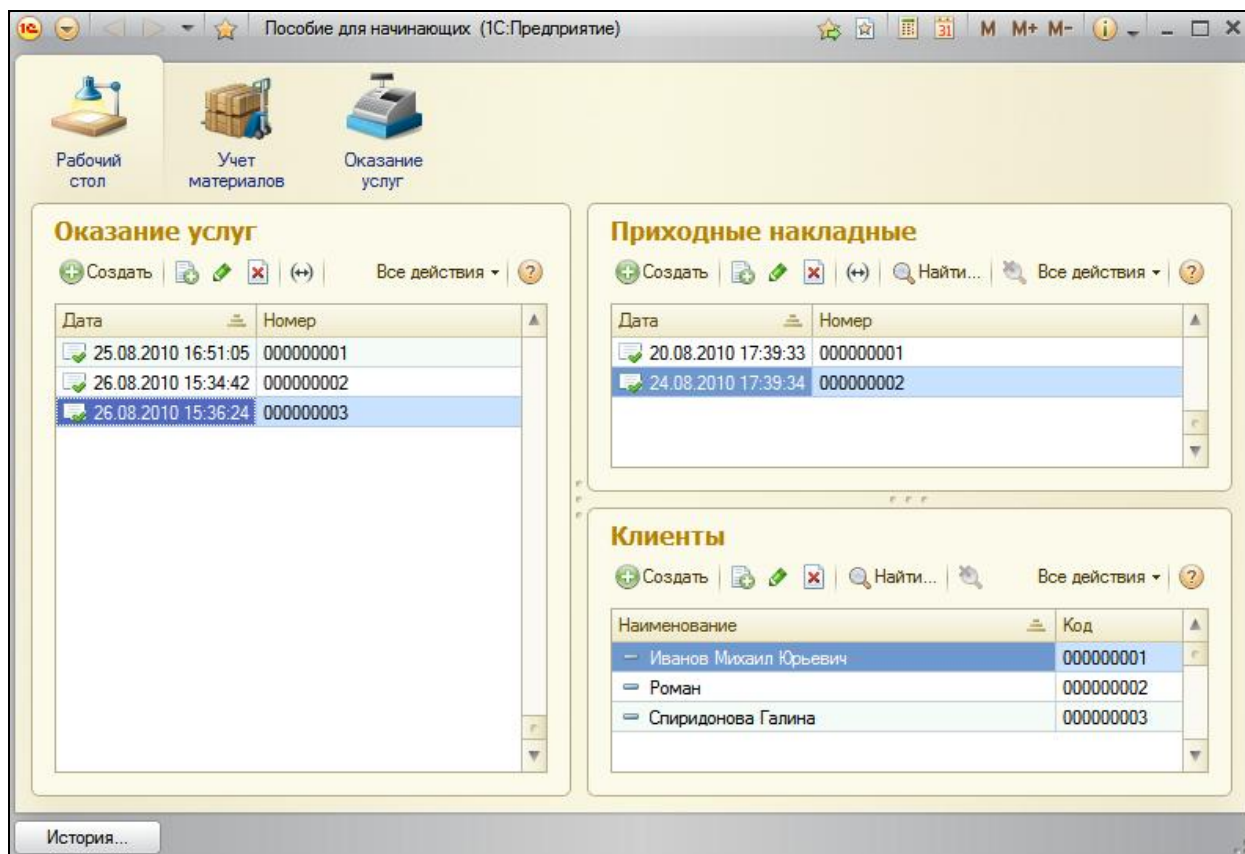 1С Пособие для начинающих (1С:Предприятие) 31 M M+ M-
Рабочий стол
Учет материалов
Оказание услуг
Оказание услуг
Создать Все действия
Дата Номер
25.08.2010 16:51:05 000000001
26.08.2010 15:34:42 000000002
26.08.2010 15:36:24 000000003
Приходные накладные
Создать Найти... Все действия
Дата Номер
20.08.2010 17:39:33 000000001
24.08.2010 17:39:34 000000002
Клиенты
Создать Найти... Все действия
Наименование Код
Иванов Михаил Юрьевич 000000001
Роман 000000002
Спиридонова Галина 000000003
История...